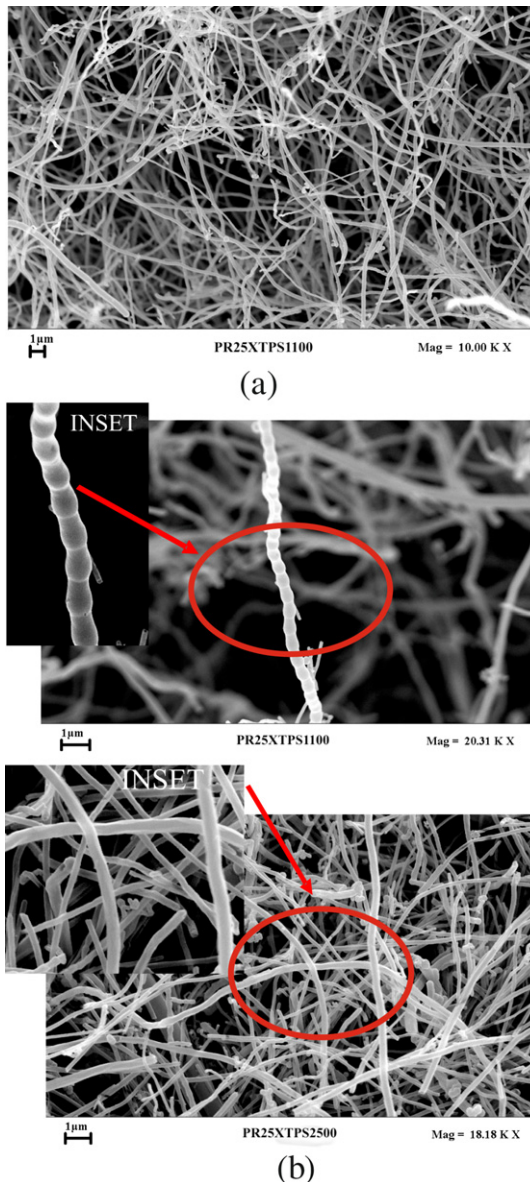 1µm PR25XTPS1100 Mag = 10.00 K X
(a)
INSET
1µm PR25XTPS1100 Mag = 20.31 K X
INSET
1µm PR25XTPS2500 Mag = 18.18 K X
(b)